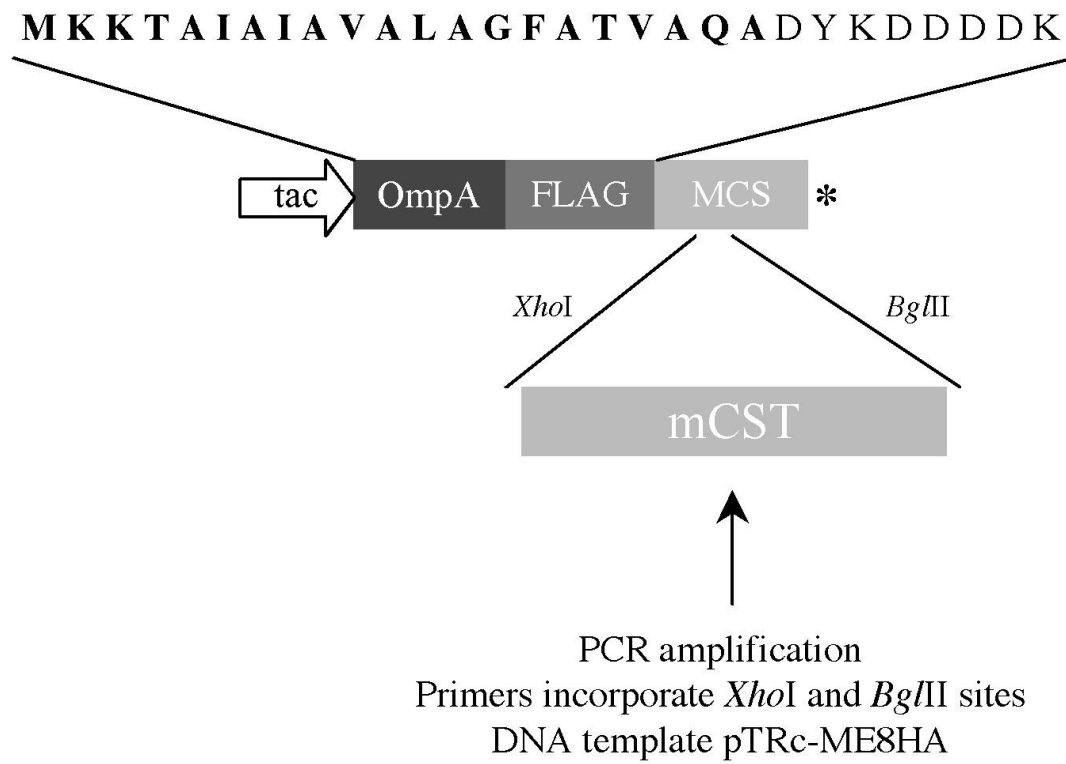 M K K T A I A I A V A L A G F A T V A Q A D Y K D D D D K
tac OmpA FLAG MCS *
XhoI BglII
mCST
PCR amplification
Primers incorporate XhoI and BglII sites
DNA template pTRc-ME8HA